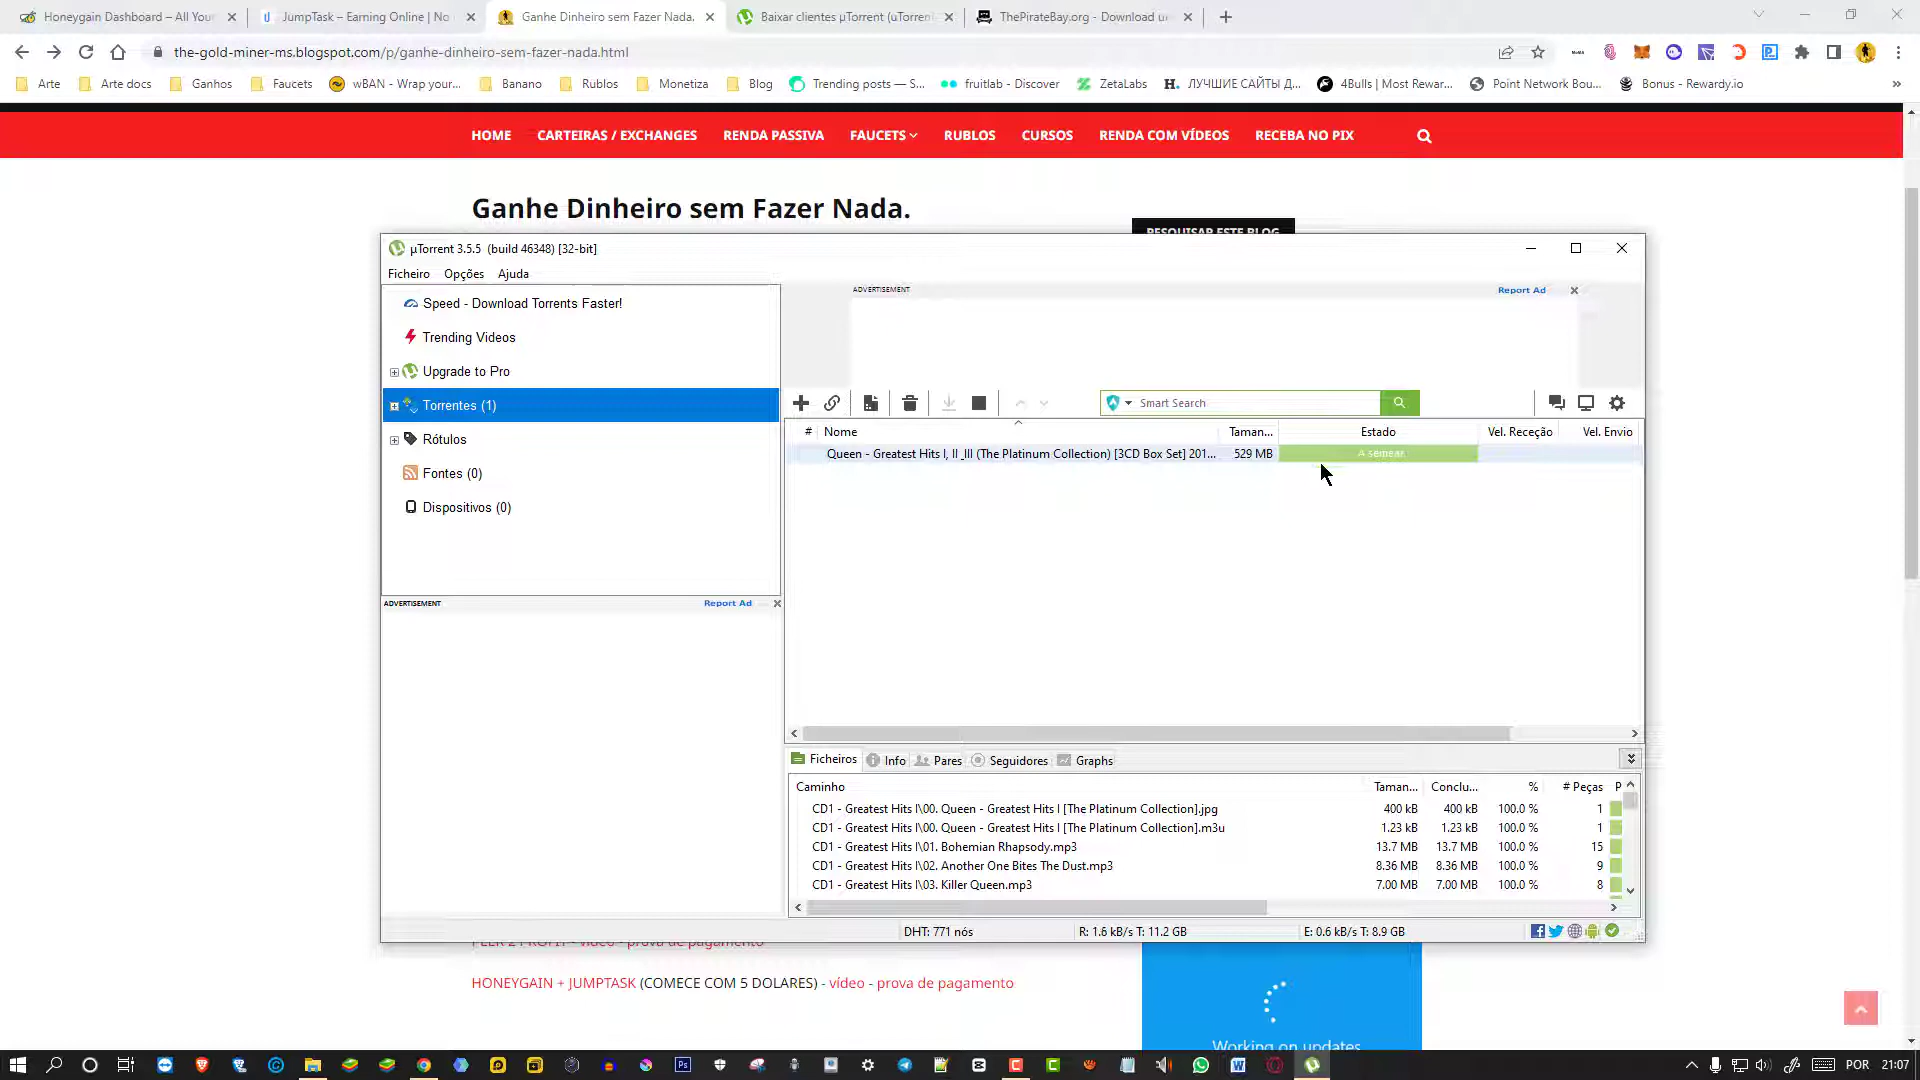 Honeygain Dashboard – All Your
JumpTask – Earning Online | No
Ganhe Dinheiro sem Fazer Nada.
Baixar clientes µTorrent (uTorren
ThePirateBay.org - Download
the-gold-miner-ms.blogspot.com/p/ganhe-dinheiro-sem-fazer-nada.html
Arte
Arte docs
Ganhos
Faucets
wBAN - Wrap your...
Banano
Rublos
Monetiza
Blog
Trending posts — S...
fruitlab - Discover
ZetaLabs
H. ЛУЧШИЕ САЙТЫ Д...
4Bulls | Most Rewar...
Point Network Bou...
Bonus - Rewardy.io
»
HOME
CARTEIRAS / EXCHANGES
RENDA PASSIVA
FAUCETS
RUBLOS
CURSOS
RENDA COM VÍDEOS
RECEBA NO PIX
Ganhe Dinheiro sem Fazer Nada.
PESQUISAR ESTE BLOG
µTorrent 3.5.5 (build 46348) [32-bit]
Ficheiro Opções Ajuda
Speed - Download Torrents Faster!
Trending Videos
Upgrade to Pro
Torrentes (1)
Rótulos
Fontes (0)
Dispositivos (0)
ADVERTISEMENT Report Ad
ADVERTISEMENT Report Ad
Smart Search
# Nome Taman... Estado Vel. Receção Vel. Envio
Queen - Greatest Hits I, II_III (The Platinum Collection) [3CD Box Set] 201... 529 MB A semear
Ficheiros Info Pares Seguidores Graphs
Caminho Taman... Conclu... % # Peças P
CD1 - Greatest Hits I\00. Queen - Greatest Hits I [The Platinum Collection].jpg 400 kB 400 kB 100.0 % 1
CD1 - Greatest Hits I\00. Queen - Greatest Hits I [The Platinum Collection].m3u 1.23 kB 1.23 kB 100.0 % 1
CD1 - Greatest Hits I\01. Bohemian Rhapsody.mp3 13.7 MB 13.7 MB 100.0 % 15
CD1 - Greatest Hits I\02. Another One Bites The Dust.mp3 8.36 MB 8.36 MB 100.0 % 9
CD1 - Greatest Hits I\03. Killer Queen.mp3 7.00 MB 7.00 MB 100.0 % 8
DHT: 771 nós R: 1.6 kB/s T: 11.2 GB E: 0.6 kB/s T: 8.9 GB
PEER 2 PROFIT - vídeo - prova de pagamento
HONEYGAIN + JUMPTASK (COMECE COM 5 DOLARES) - vídeo - prova de pagamento
Working on updates
POR 21:07